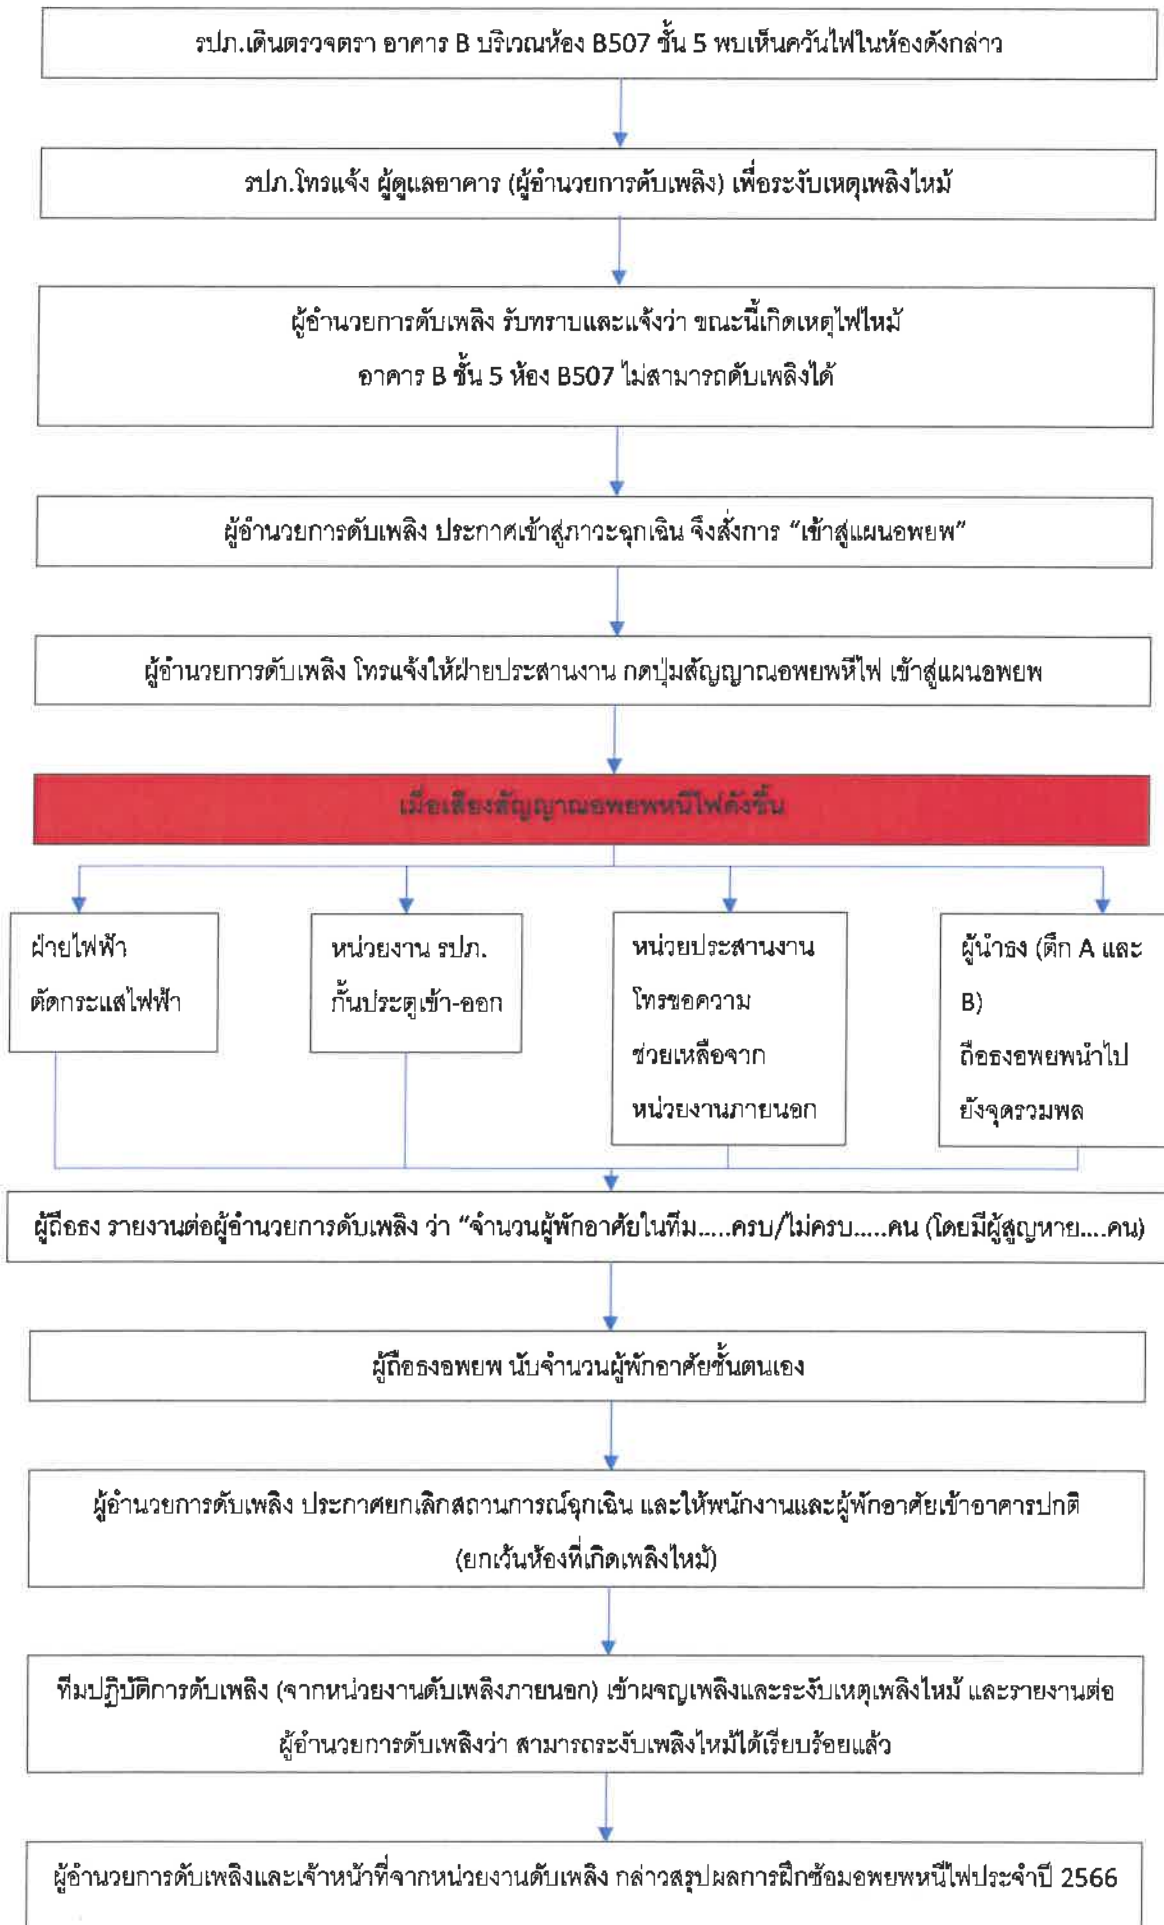 รปภ.เดินตรวจตรา อาคาร B บริเวณห้อง B507 ชั้น 5 พบเห็นควันไฟในห้องดังกล่าว
รปภ.โทรแจ้ง ผู้ดูแลอาคาร (ผู้อำนวยการดับเพลิง) เพื่อระงับเหตุเพลิงไหม้
ผู้อำนวยการดับเพลิง รับทราบและแจ้งว่า ขณะนี้เกิดเหตุไฟไหม้
อาคาร B ชั้น 5 ห้อง B507 ไม่สามารถดับเพลิงได้
ผู้อำนวยการดับเพลิง ประกาศเข้าสู่ภาวะฉุกเฉิน จึงสั่งการ “เข้าสู่แผนอพยพ”
ผู้อำนวยการดับเพลิง โทรแจ้งให้ฝ่ายประสานงาน กดปุ่มสัญญาณอพยพหีไฟ เข้าสู่แผนอพยพ
เมื่อเสียงสัญญาณอพยพหนีไฟดังขึ้น
ฝ่ายไฟฟ้า
ตัดกระแสไฟฟ้า
หน่วยงาน รปภ.
กั้นประตูเข้า-ออก
หน่วยประสานงาน
โทรขอความ
ช่วยเหลือจาก
หน่วยงานภายนอก
ผู้นำธง (ตึก A และ
B)
ถือธงอพยพนำไป
ยังจุดรวมพล
ผู้ถือธง รายงานต่อผู้อำนวยการดับเพลิง ว่า “จำนวนผู้พักอาศัยในทีม.....ครบ/ไม่ครบ.....คน (โดยมีผู้สูญหาย....คน)
ผู้ถือธงอพยพ นับจำนวนผู้พักอาศัยชั้นตนเอง
ผู้อำนวยการดับเพลิง ประกาศยกเลิกสถานการณ์ฉุกเฉิน และให้พนักงานและผู้พักอาศัยเข้าอาคารปกติ
(ยกเว้นห้องที่เกิดเพลิงไหม้)
ทีมปฏิบัติการดับเพลิง (จากหน่วยงานดับเพลิงภายนอก) เข้าผจญเพลิงและระงับเหตุเพลิงไหม้ และรายงานต่อ
ผู้อำนวยการดับเพลิงว่า สามารถระงับเพลิงไหม้ได้เรียบร้อยแล้ว
ผู้อำนวยการดับเพลิงและเจ้าหน้าที่จากหน่วยงานดับเพลิง กล่าวสรุปผลการฝึกซ้อมอพยพหนีไฟประจำปี 2566